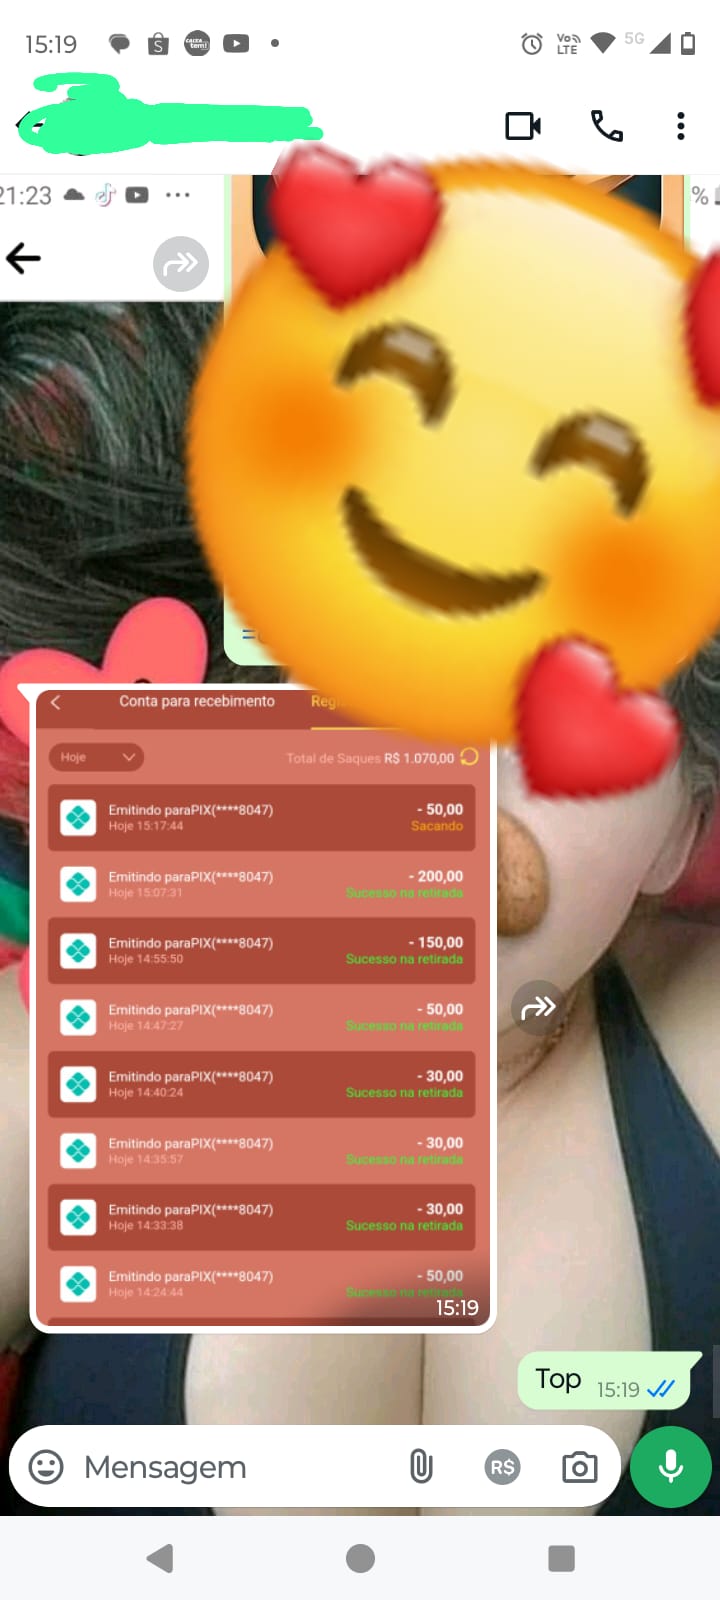 15:19
CAIXA
tem!
Vo))
LTE
5G
21:23
%
Conta para recebimento
Hoje
Total de Saques R$ 1.070,00
Emitindo paraPIX(****8047)
- 50,00
Hoje 15:17:44
Sacando
Emitindo paraPIX(****8047)
- 200,00
Hoje 15:07:31
Sucesso na retirada
Emitindo paraPIX(****8047)
- 150,00
Hoje 14:55:50
Sucesso na retirada
Emitindo paraPIX(****8047)
- 50,00
Hoje 14:47:27
Sucesso na retirada
Emitindo paraPIX(****8047)
- 30,00
Hoje 14:40:24
Sucesso na retirada
Emitindo paraPIX(****8047)
- 30,00
Hoje 14:35:57
Sucesso na retirada
Emitindo paraPIX(****8047)
- 30,00
Hoje 14:33:38
Sucesso na retirada
Emitindo paraPIX(****8047)
- 50,00
Hoje 14:24:44
Sucesso na retirada
15:19
Top 15:19
Mensagem
R$